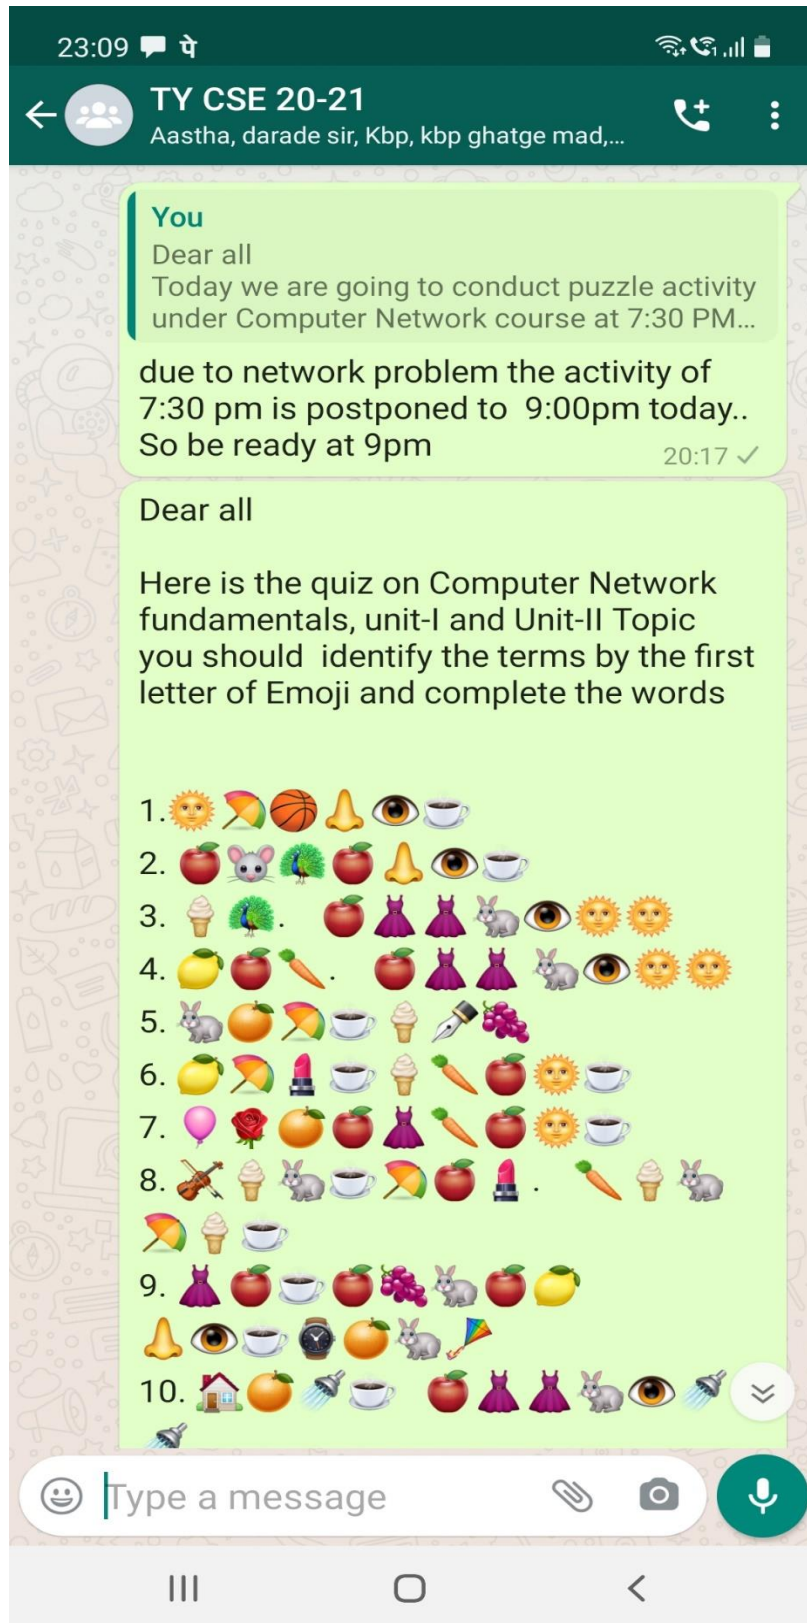 23:09 पे
TY CSE 20-21
Aastha, darade sir, Kbp, kbp ghatge mad,...
You
Dear all
Today we are going to conduct puzzle activity
under Computer Network course at 7:30 PM...
due to network problem the activity of
7:30 pm is postponed to 9:00pm today..
So be ready at 9pm
20:17
Dear all
Here is the quiz on Computer Network
fundamentals, unit-I and Unit-II Topic
you should identify the terms by the first
letter of Emoji and complete the words
1.
2.
3. .
4. .
5.
6.
7.
8. .
9.
10.
Type a message